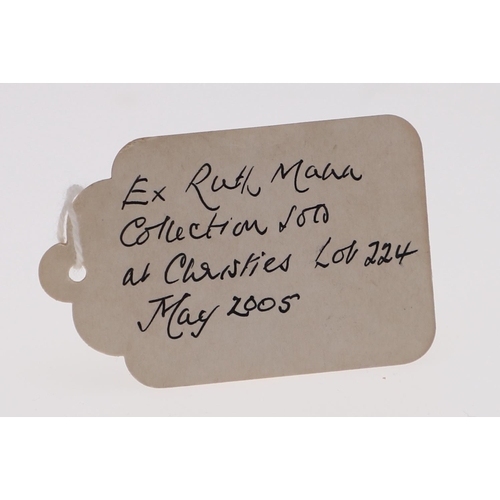 Ex Ruth Mann
Collection sold
at Christies Lot 224
May 2005